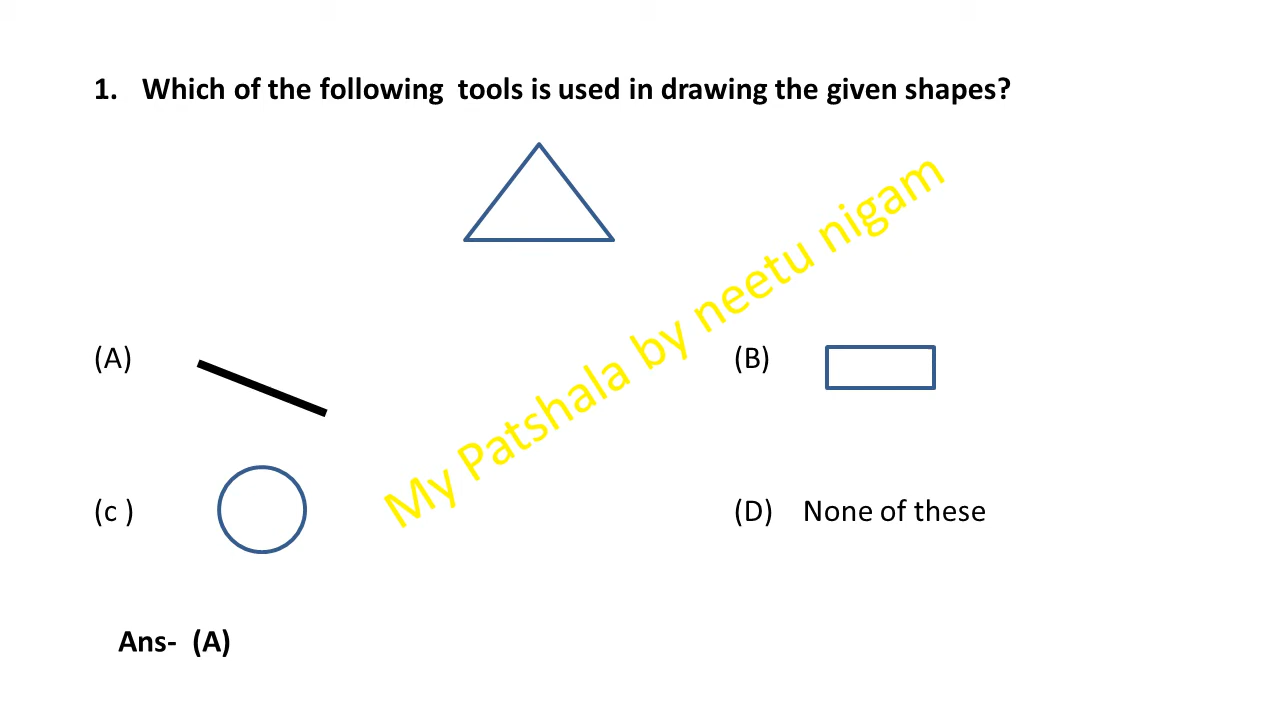 1. Which of the following tools is used in drawing the given shapes?
My Patshala by neetu nigam
(A)
(B)
(c )
(D) None of these
Ans- (A)